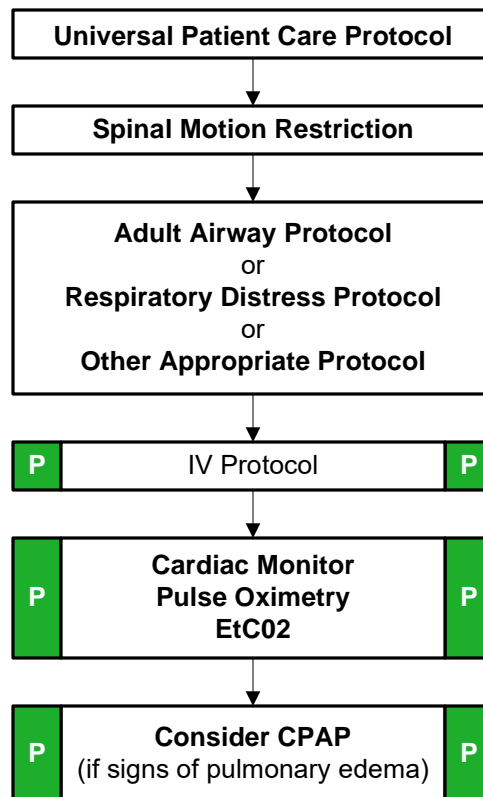 Universal Patient Care Protocol
Spinal Motion Restriction
Adult Airway Protocol
or
Respiratory Distress Protocol
or
Other Appropriate Protocol
P IV Protocol P
Cardiac Monitor
P Pulse Oximetry P
EtC02
Consider CPAP
P P
(if signs of pulmonary edema)